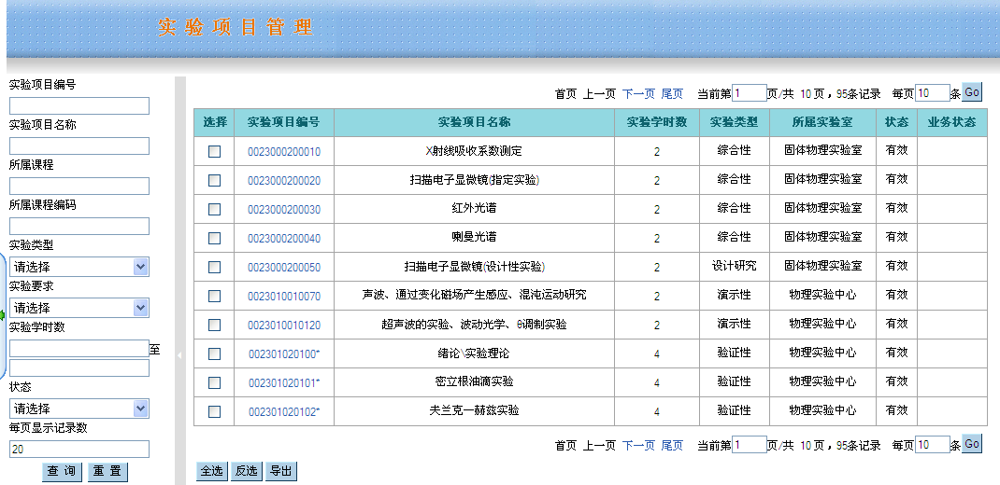 实验项目管理
实验项目编号
实验项目名称
所属课程
所属课程编码
实验类型
请选择
实验要求
请选择
实验学时数
至
状态
请选择
每页显示记录数
20
查 询 重 置
首页 上一页 下一页 尾页 当前第1页/共 10页，95条记录 每页10条Go
选择 实验项目编号 实验项目名称 实验学时数 实验类型 所属实验室 状态 业务状态
0023000200010 X射线吸收系数测定 2 综合性 固体物理实验室 有效
0023000200020 扫描电子显微镜(指定实验) 2 综合性 固体物理实验室 有效
0023000200030 红外光谱 2 综合性 固体物理实验室 有效
0023000200040 喇曼光谱 2 综合性 固体物理实验室 有效
0023000200050 扫描电子显微镜(设计性实验) 2 设计研究 固体物理实验室 有效
0023010010070 声波、通过变化磁场产生感应、混沌运动研究 2 演示性 物理实验中心 有效
0023010010120 超声波的实验、波动光学、θ调制实验 2 演示性 物理实验中心 有效
002301020100* 绪论\实验理论 4 验证性 物理实验中心 有效
002301020101* 密立根油滴实验 4 验证性 物理实验中心 有效
002301020102* 夫兰克一赫兹实验 4 验证性 物理实验中心 有效
首页 上一页 下一页 尾页 当前第1页/共 10页，95条记录 每页10条Go
全选 反选 导出